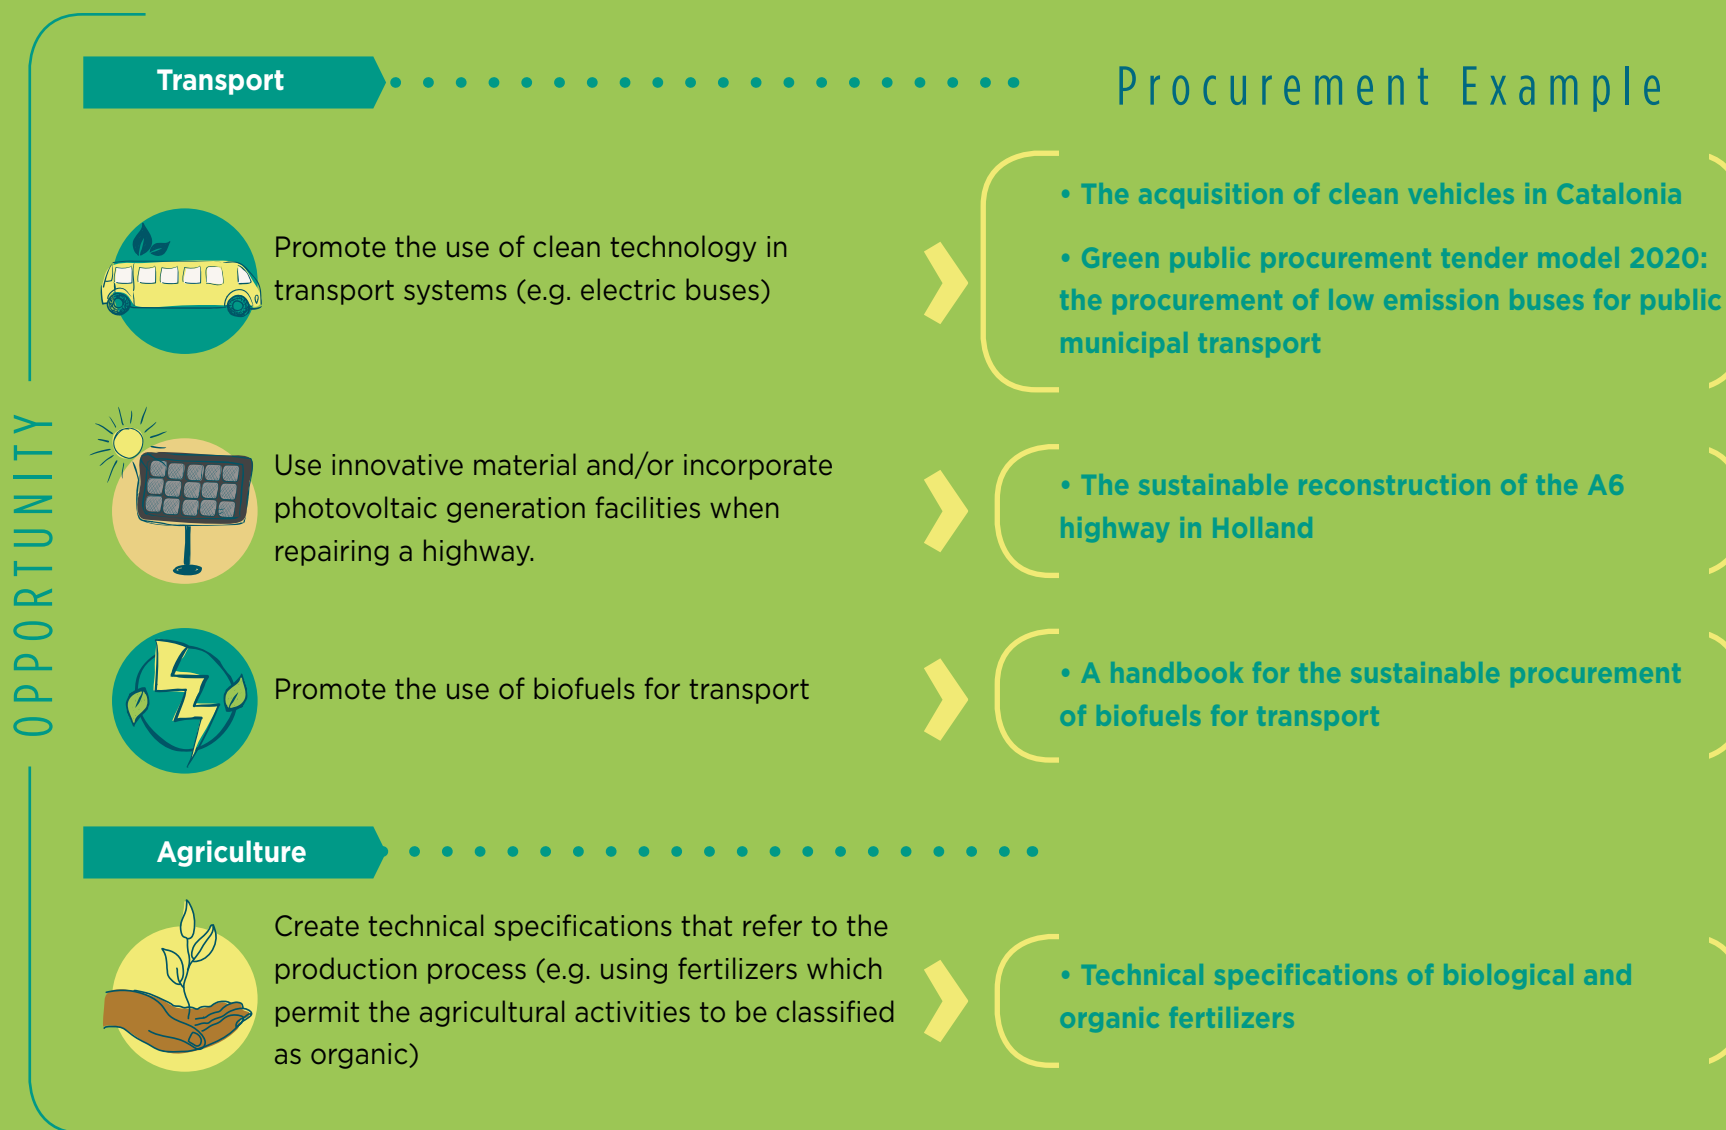 Transport
Procurement Example
OPPORTUNITY
Promote the use of clean technology in
transport systems (e.g. electric buses)
• The acquisition of clean vehicles in Catalonia
• Green public procurement tender model 2020:
the procurement of low emission buses for public
municipal transport
Use innovative material and/or incorporate
photovoltaic generation facilities when
repairing a highway.
• The sustainable reconstruction of the A6
highway in Holland
Promote the use of biofuels for transport
• A handbook for the sustainable procurement
of biofuels for transport
Agriculture
Create technical specifications that refer to the
production process (e.g. using fertilizers which
permit the agricultural activities to be classified
as organic)
• Technical specifications of biological and
organic fertilizers